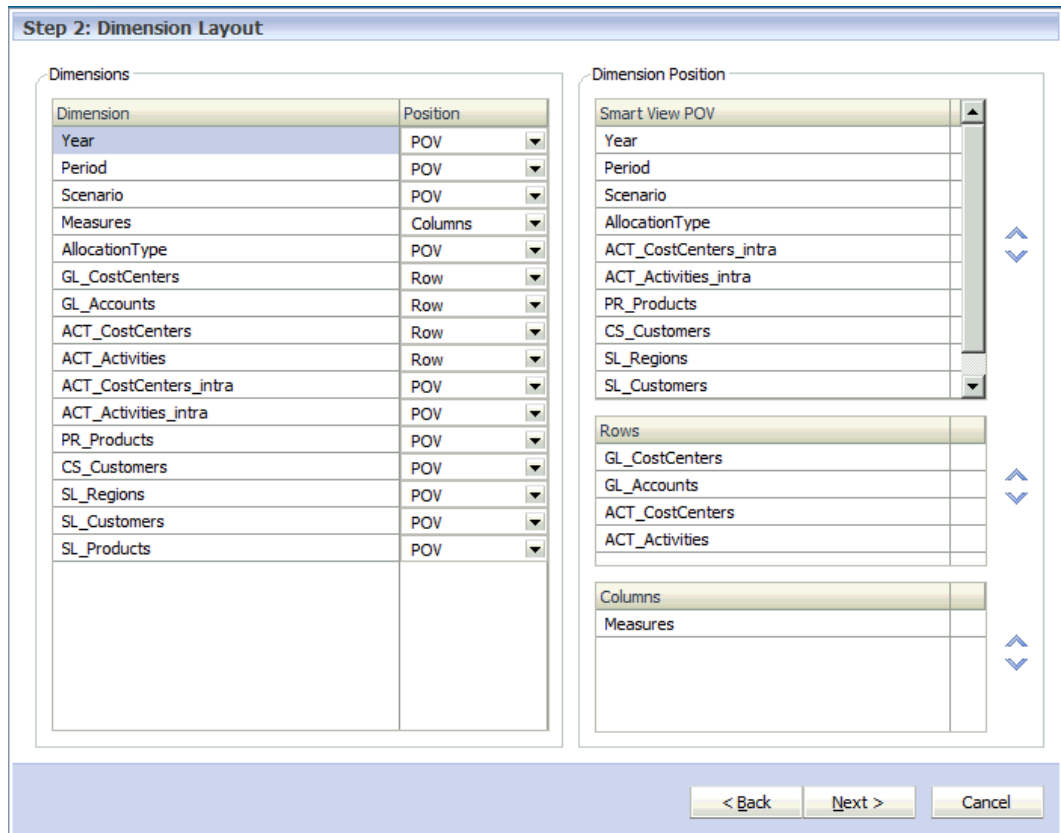 Step 2: Dimension Layout
Dimensions
Dimension Position
Year POV
Period POV
Scenario POV
Measures Columns
AllocationType POV
GL_CostCenters Row
GL_Accounts Row
ACT_CostCenters Row
ACT_Activities Row
ACT_CostCenters_intra POV
ACT_Activities_intra POV
PR_Products POV
CS_Customers POV
SL_Regions POV
SL_Customers POV
SL_Products POV
Dimension Position
Smart View POV
Year
Period
Scenario
AllocationType
ACT_CostCenters_intra
ACT_Activities_intra
PR_Products
CS_Customers
SL_Regions
SL_Customers
Rows
GL_CostCenters
GL_Accounts
ACT_CostCenters
ACT_Activities
Columns
Measures
< Back Next > Cancel